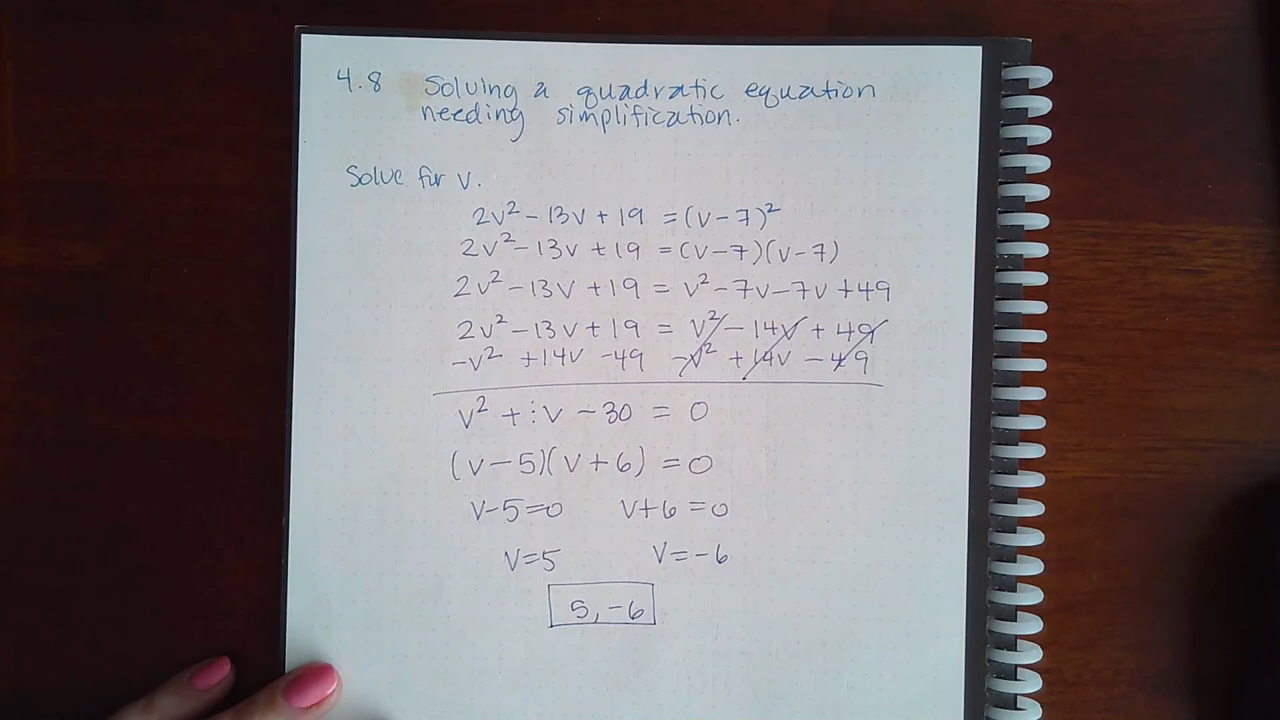 4.8 Solving a quadratic equation
needing simplification.
Solve for v.
2v² - 13v + 19 = (v - 7)²
2v² - 13v + 19 = (v - 7)(v - 7)
2v² - 13v + 19 = v² - 7v - 7v + 49
2v² - 13v + 19 = v² - 14v + 49
-v² + 14v - 49 -v² + 14v - 49
v² + v - 30 = 0
(v - 5)(v + 6) = 0
v - 5 = 0 v + 6 = 0
v = 5 v = -6
5, -6